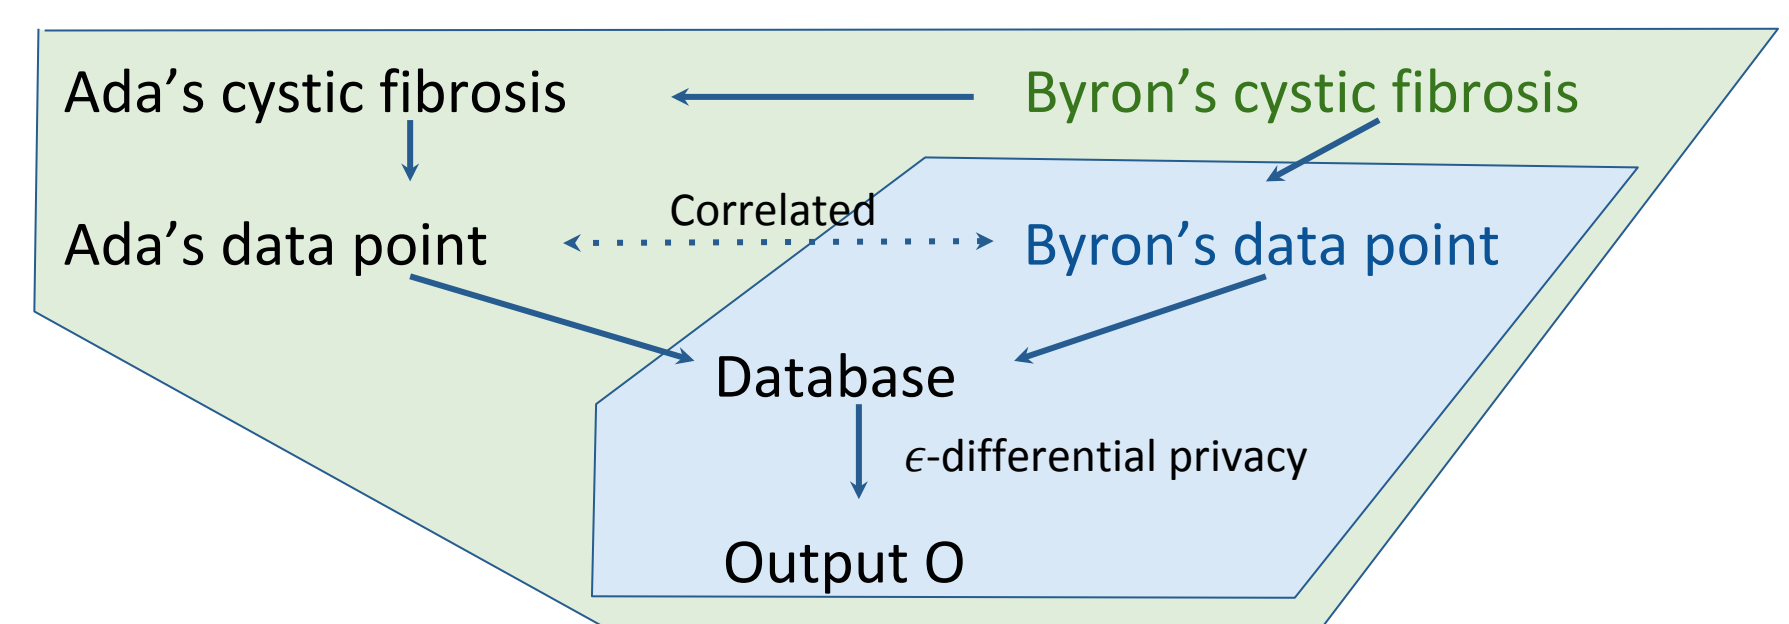 Ada’s cystic fibrosis
Byron’s cystic fibrosis
Correlated
Ada’s data point
Byron’s data point
Database
ϵ-differential privacy
Output O